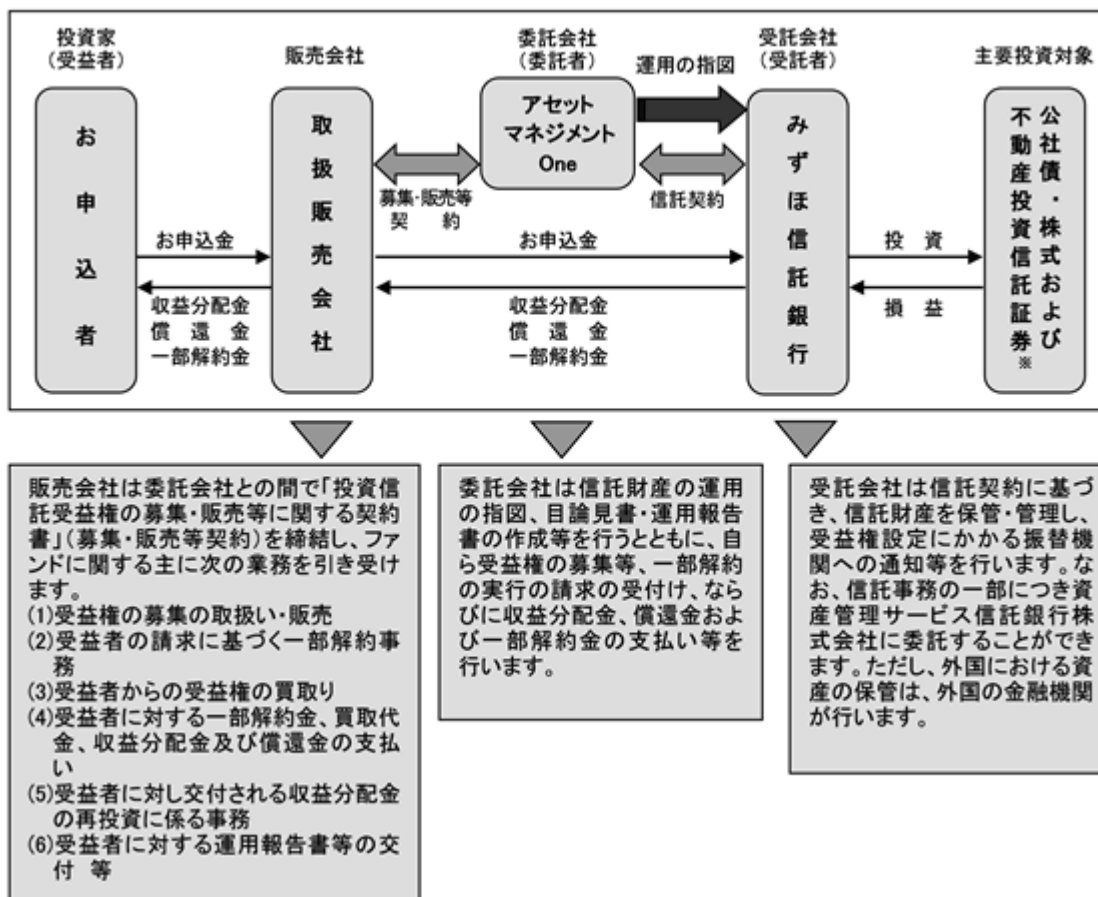 投資家
(受益者)
販売会社
委託会社
(委託者)
運用の指図
受託会社
(受託者)
主要投資対象
お申込者
取扱販売会社
アセット
マネジメント
One
みずほ信託銀行
公社債・株式および
不動産投資信託証券※
募集・販売等
契　約
信託契約
お申込金
収益分配金
償　還　金
一部解約金
お申込金
収益分配金
償　還　金
一部解約金
投　資
損　益
販売会社は委託会社との間で「投資信
託受益権の募集・販売等に関する契約
書」(募集・販売等契約)を締結し、ファ
ンドに関する主に次の業務を引き受け
ます。
(1)受益権の募集の取扱い・販売
(2)受益者の請求に基づく一部解約事
務
(3)受益者からの受益権の買取り
(4)受益者に対する一部解約金、買取代
金、収益分配金及び償還金の支払
い
(5)受益者に対し交付される収益分配金
の再投資に係る事務
(6)受益者に対する運用報告書等の交
付　等
委託会社は信託財産の運用
の指図、目論見書・運用報告
書の作成等を行うとともに、自
ら受益権の募集等、一部解約
の実行の請求の受付け、なら
びに収益分配金、償還金およ
び一部解約金の支払い等を
行います。
受託会社は信託契約に基づ
き、信託財産を保管・管理し、
受益権設定にかかる振替機
関への通知等を行います。な
お、信託事務の一部につき資
産管理サービス信託銀行株
式会社に委託することができ
ます。ただし、外国における資
産の保管は、外国の金融機関
が行います。